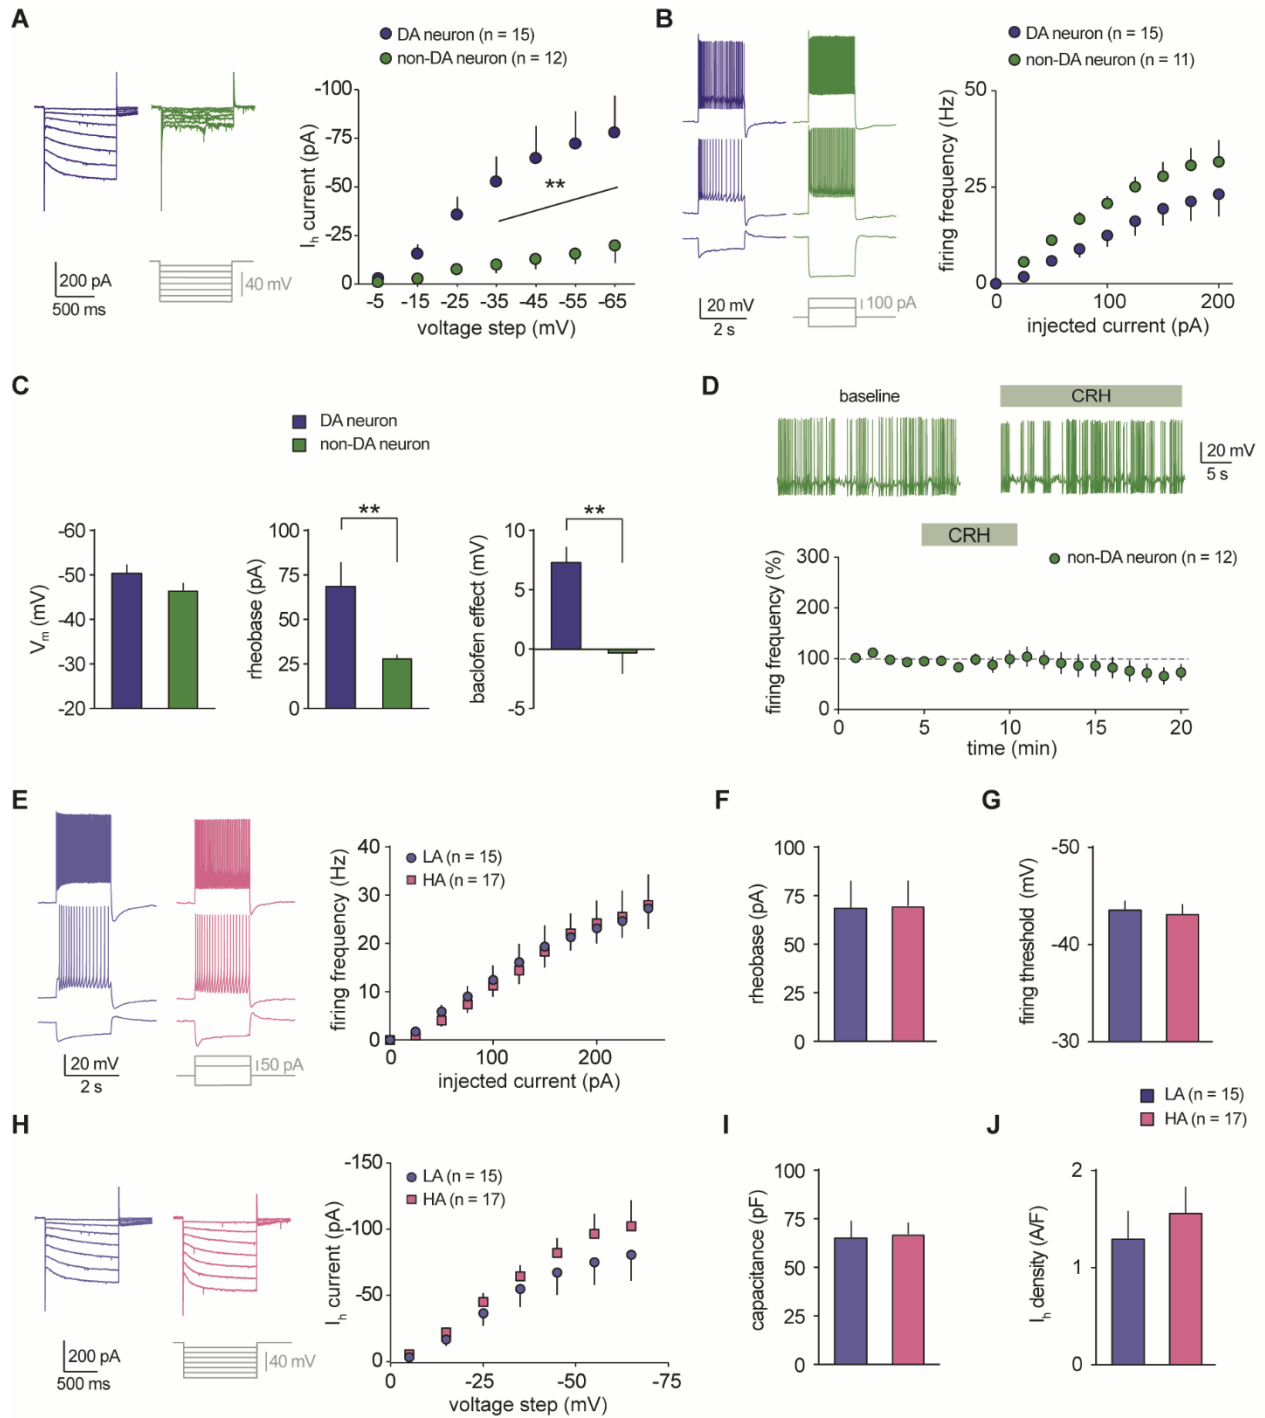 A
DA neuron (n = 15)
non-DA neuron (n = 12)
-100
-75
-50
-25
0
Ih current (pA)
**
-5 -15 -25 -35 -45 -55 -65
voltage step (mV)
200 pA
500 ms
40 mV
B
DA neuron (n = 15)
non-DA neuron (n = 11)
50
25
0
firing frequency (Hz)
0 100 200
injected current (pA)
20 mV
2 s
100 pA
C
DA neuron
non-DA neuron
-60
-50
-40
-30
-20
Vm (mV)
100
75
50
25
0
rheobase (pA)
**
10
5
0
-5
baclofen effect (mV)
**
D
baseline
CRH
20 mV
5 s
CRH
non-DA neuron (n = 12)
300
200
100
0
firing frequency (%)
0 5 10 15 20
time (min)
E
LA (n = 15)
HA (n = 17)
40
30
20
10
0
firing frequency (Hz)
0 100 200
injected current (pA)
20 mV
2 s
50 pA
F
100
75
50
25
0
rheobase (pA)
G
-50
-40
-30
firing threshold (mV)
LA (n = 15)
HA (n = 17)
H
LA (n = 15)
HA (n = 17)
-150
-100
-50
0
Ih current (pA)
0 -25 -50 -75
voltage step (mV)
200 pA
500 ms
40 mV
I
100
75
50
25
0
capacitance (pF)
J
2
1
0
Ih density (A/F)